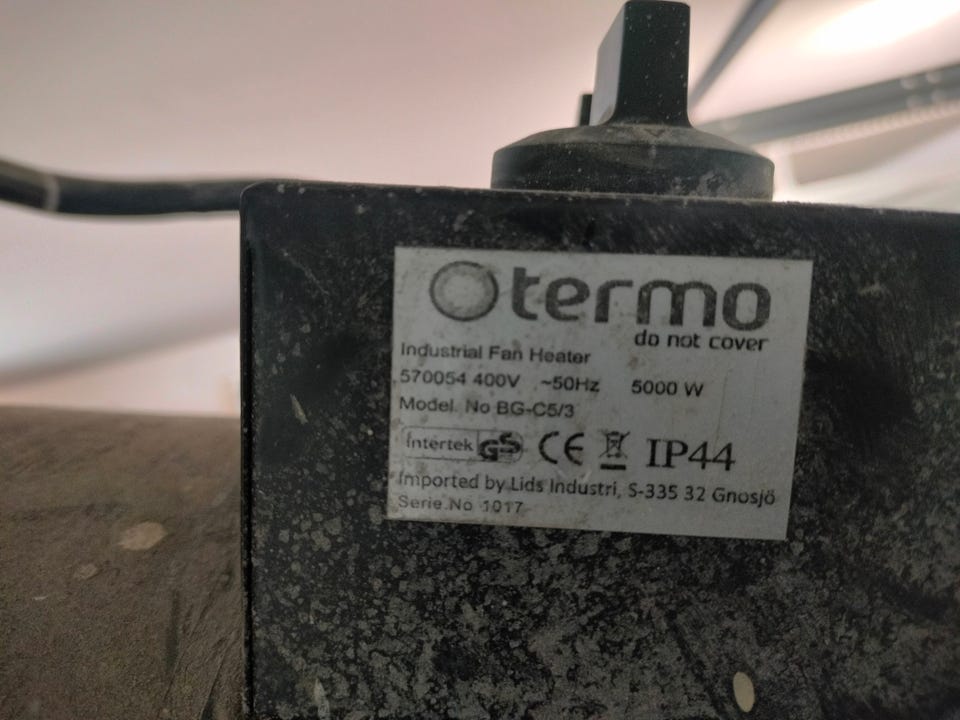 termo
do not cover
Industrial Fan Heater
570054 400V ~50Hz 5000 W
Model. No BG-C5/3
Intertek GS CE IP44
Imported by Lids Industri, S-335 32 Gnosjö
Serie.No 1017